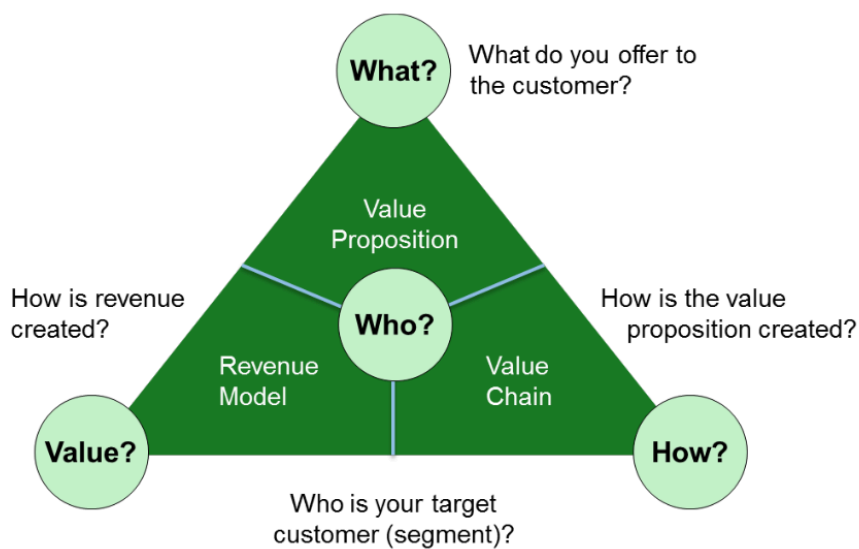 What?
What do you offer to
the customer?
Value
Proposition
How is revenue
created?
Who?
How is the value
proposition created?
Revenue
Model
Value
Chain
Value?
How?
Who is your target
customer (segment)?